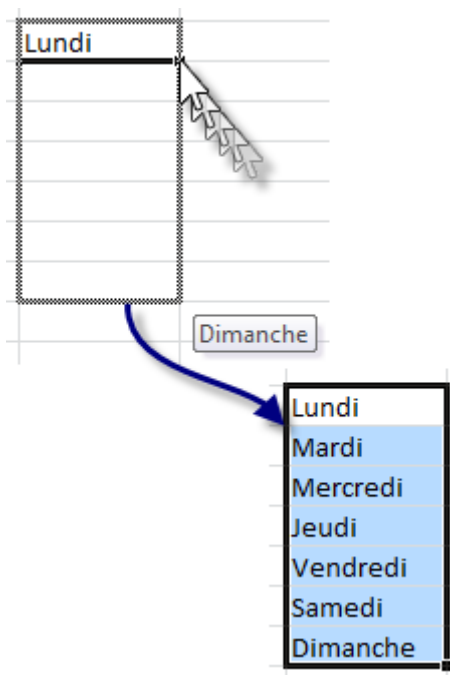 Lundi
Dimanche
Lundi
Mardi
Mercredi
Jeudi
Vendredi
Samedi
Dimanche